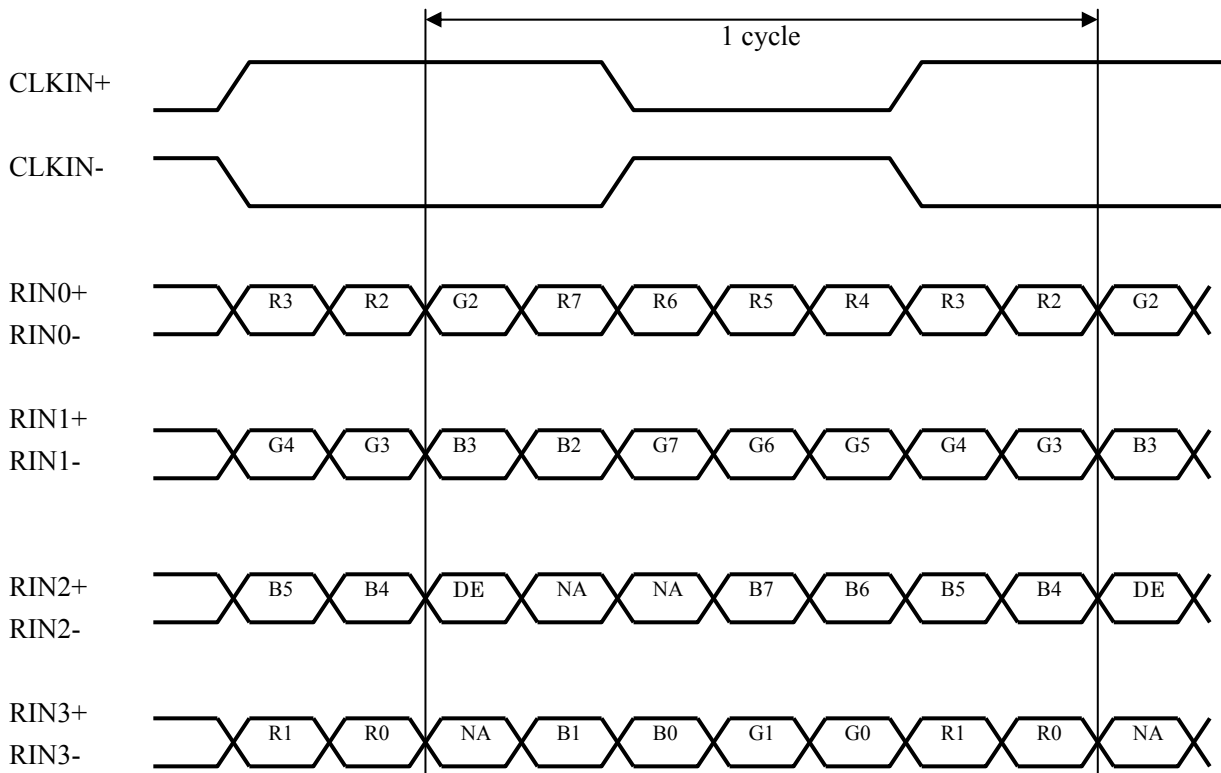 1 cycle
CLKIN+
CLKIN-
RIN0+
RIN0-
R3 R2 G2 R7 R6 R5 R4 R3 R2 G2
RIN1+
RIN1-
G4 G3 B3 B2 G7 G6 G5 G4 G3 B3
RIN2+
RIN2-
B5 B4 DE NA NA B7 B6 B5 B4 DE
RIN3+
RIN3-
R1 R0 NA B1 B0 G1 G0 R1 R0 NA